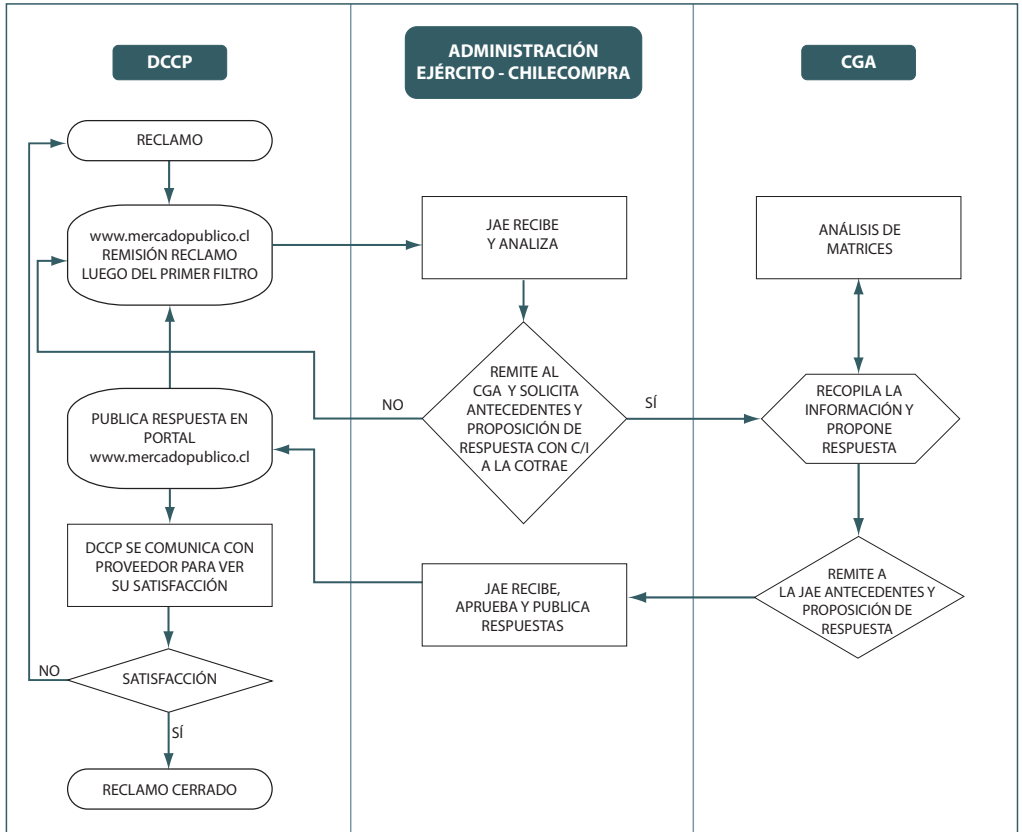 DCCP
ADMINISTRACIÓN
EJÉRCITO - CHILECOMPRA
CGA
RECLAMO
www.mercadopublico.cl
REMISIÓN RECLAMO
LUEGO DEL PRIMER FILTRO
JAE RECIBE
Y ANALIZA
ANÁLISIS DE
MATRICES
REMITE AL
CGA Y SOLICITA
ANTECEDENTES Y
PROPOSICIÓN DE
RESPUESTA CON C/I
A LA COTRAE
NO
SÍ
RECOPILA LA
INFORMACIÓN Y
PROPONE
RESPUESTA
PUBLICA RESPUESTA EN
PORTAL
www.mercadopublico.cl
DCCP SE COMUNICA CON
PROVEEDOR PARA VER
SU SATISFACCIÓN
JAE RECIBE,
APRUEBA Y PUBLICA
RESPUESTAS
REMITE A
LA JAE ANTECEDENTES Y
PROPOSICIÓN DE
RESPUESTA
NO
SATISFACCIÓN
SÍ
RECLAMO CERRADO